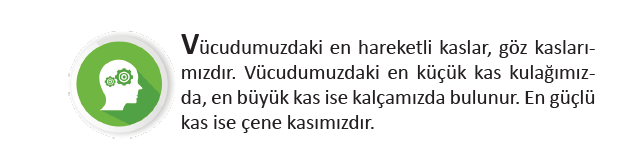 Vücudumuzdaki en hareketli kaslar, göz kasları-
mızdır. Vücudumuzdaki en küçük kas kulağımız-
da, en büyük kas ise kalçamızda bulunur. En güçlü
kas ise çene kasımızdır.